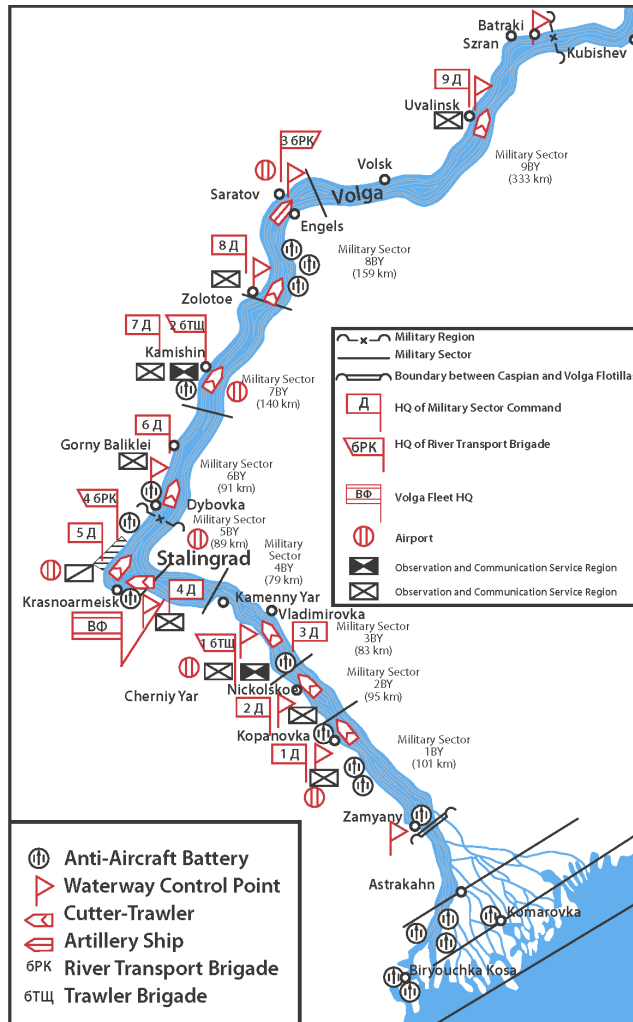 Batraki
Szran
Kubishev
9 Д
Uvalinsk
Military Sector
9BY
(333 km)
3 бРК
Volsk
Saratov
Volga
Engels
8 Д
Military Sector
8BY
(159 km)
Zolotoe
7 Д
2 бТЩ
Kamishin
Military Sector
7BY
(140 km)
6 Д
Gorny Baliklei
Military Sector
6BY
(91 km)
4 бРК
Dybovka
Military Sector
5BY
(89 km)
5 Д
Stalingrad
Military
Sector
4BY
(79 km)
Krasnoarmeisk
4 Д
Kamenny Yar
Vladimirovka
ВФ
1 бТЩ
3 Д
Military Sector
3BY
(83 km)
Cherniy Yar
Nickolskoe
Military Sector
2BY
(95 km)
2 Д
Kopanovka
1 Д
Military Sector
1BY
(101 km)
Zamyany
Astrakahn
Komarovka
Biryouchka Kosa
Military Region
Military Sector
Boundary between Caspian and Volga Flotillas
Д
HQ of Military Sector Command
бРК
HQ of River Transport Brigade
ВФ
Volga Fleet HQ
Airport
Observation and Communication Service Region
Observation and Communication Service Region
Anti-Aircraft Battery
Waterway Control Point
Cutter-Trawler
Artillery Ship
бРК River Transport Brigade
бТЩ Trawler Brigade